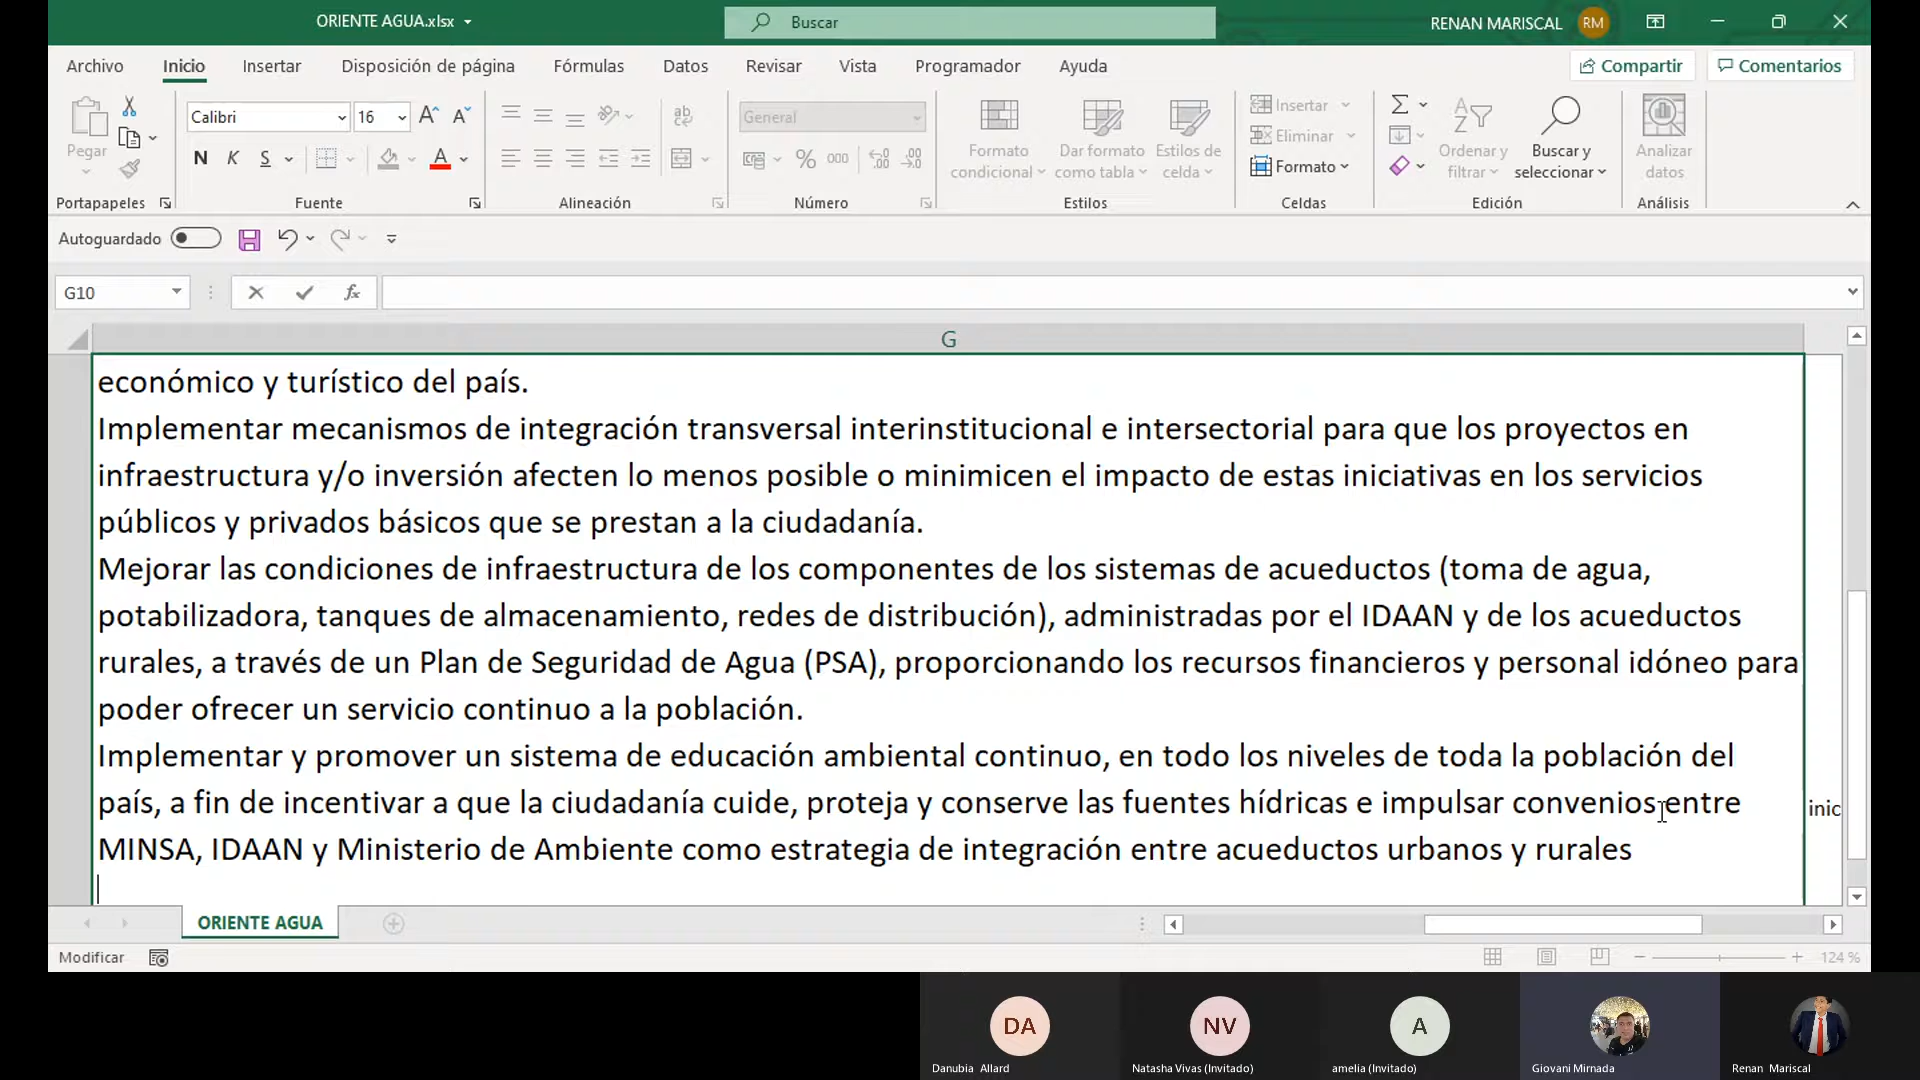 ORIENTE AGUA.xlsx
Buscar
RENAN MARISCAL
RM
Archivo
Inicio
Insertar
Disposición de página
Fórmulas
Datos
Revisar
Vista
Programador
Ayuda
Compartir
Comentarios
Pegar
Calibri
16
N K S
General
% 000
Formato condicional
Dar formato como tabla
Estilos de celda
Insertar
Eliminar
Formato
Ordenar y filtrar
Buscar y seleccionar
Analizar datos
Portapapeles
Fuente
Alineación
Número
Estilos
Celdas
Edición
Análisis
Autoguardado
G10
fx
G
económico y turístico del país.
Implementar mecanismos de integración transversal interinstitucional e intersectorial para que los proyectos en
infraestructura y/o inversión afecten lo menos posible o minimicen el impacto de estas iniciativas en los servicios
públicos y privados básicos que se prestan a la ciudadanía.
Mejorar las condiciones de infraestructura de los componentes de los sistemas de acueductos (toma de agua,
potabilizadora, tanques de almacenamiento, redes de distribución), administradas por el IDAAN y de los acueductos
rurales, a través de un Plan de Seguridad de Agua (PSA), proporcionando los recursos financieros y personal idóneo para
poder ofrecer un servicio continuo a la población.
Implementar y promover un sistema de educación ambiental continuo, en todo los niveles de toda la población del
país, a fin de incentivar a que la ciudadanía cuide, proteja y conserve las fuentes hídricas e impulsar convenios entre
MINSA, IDAAN y Ministerio de Ambiente como estrategia de integración entre acueductos urbanos y rurales
inic
ORIENTE AGUA
Modificar
124 %
DA
NV
A
Danubia Allard
Natasha Vivas (Invitado)
amelia (Invitado)
Giovani Mirnada
Renan Mariscal